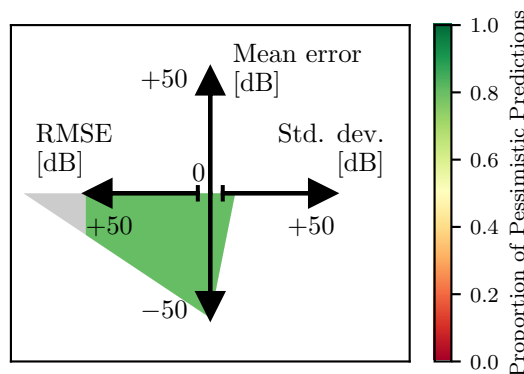 Mean error
[dB]
+50
RMSE
[dB]
Std. dev.
[dB]
0
+50
+50
−50
1.0
0.8
0.6
0.4
0.2
0.0
Proportion of Pessimistic Predictions